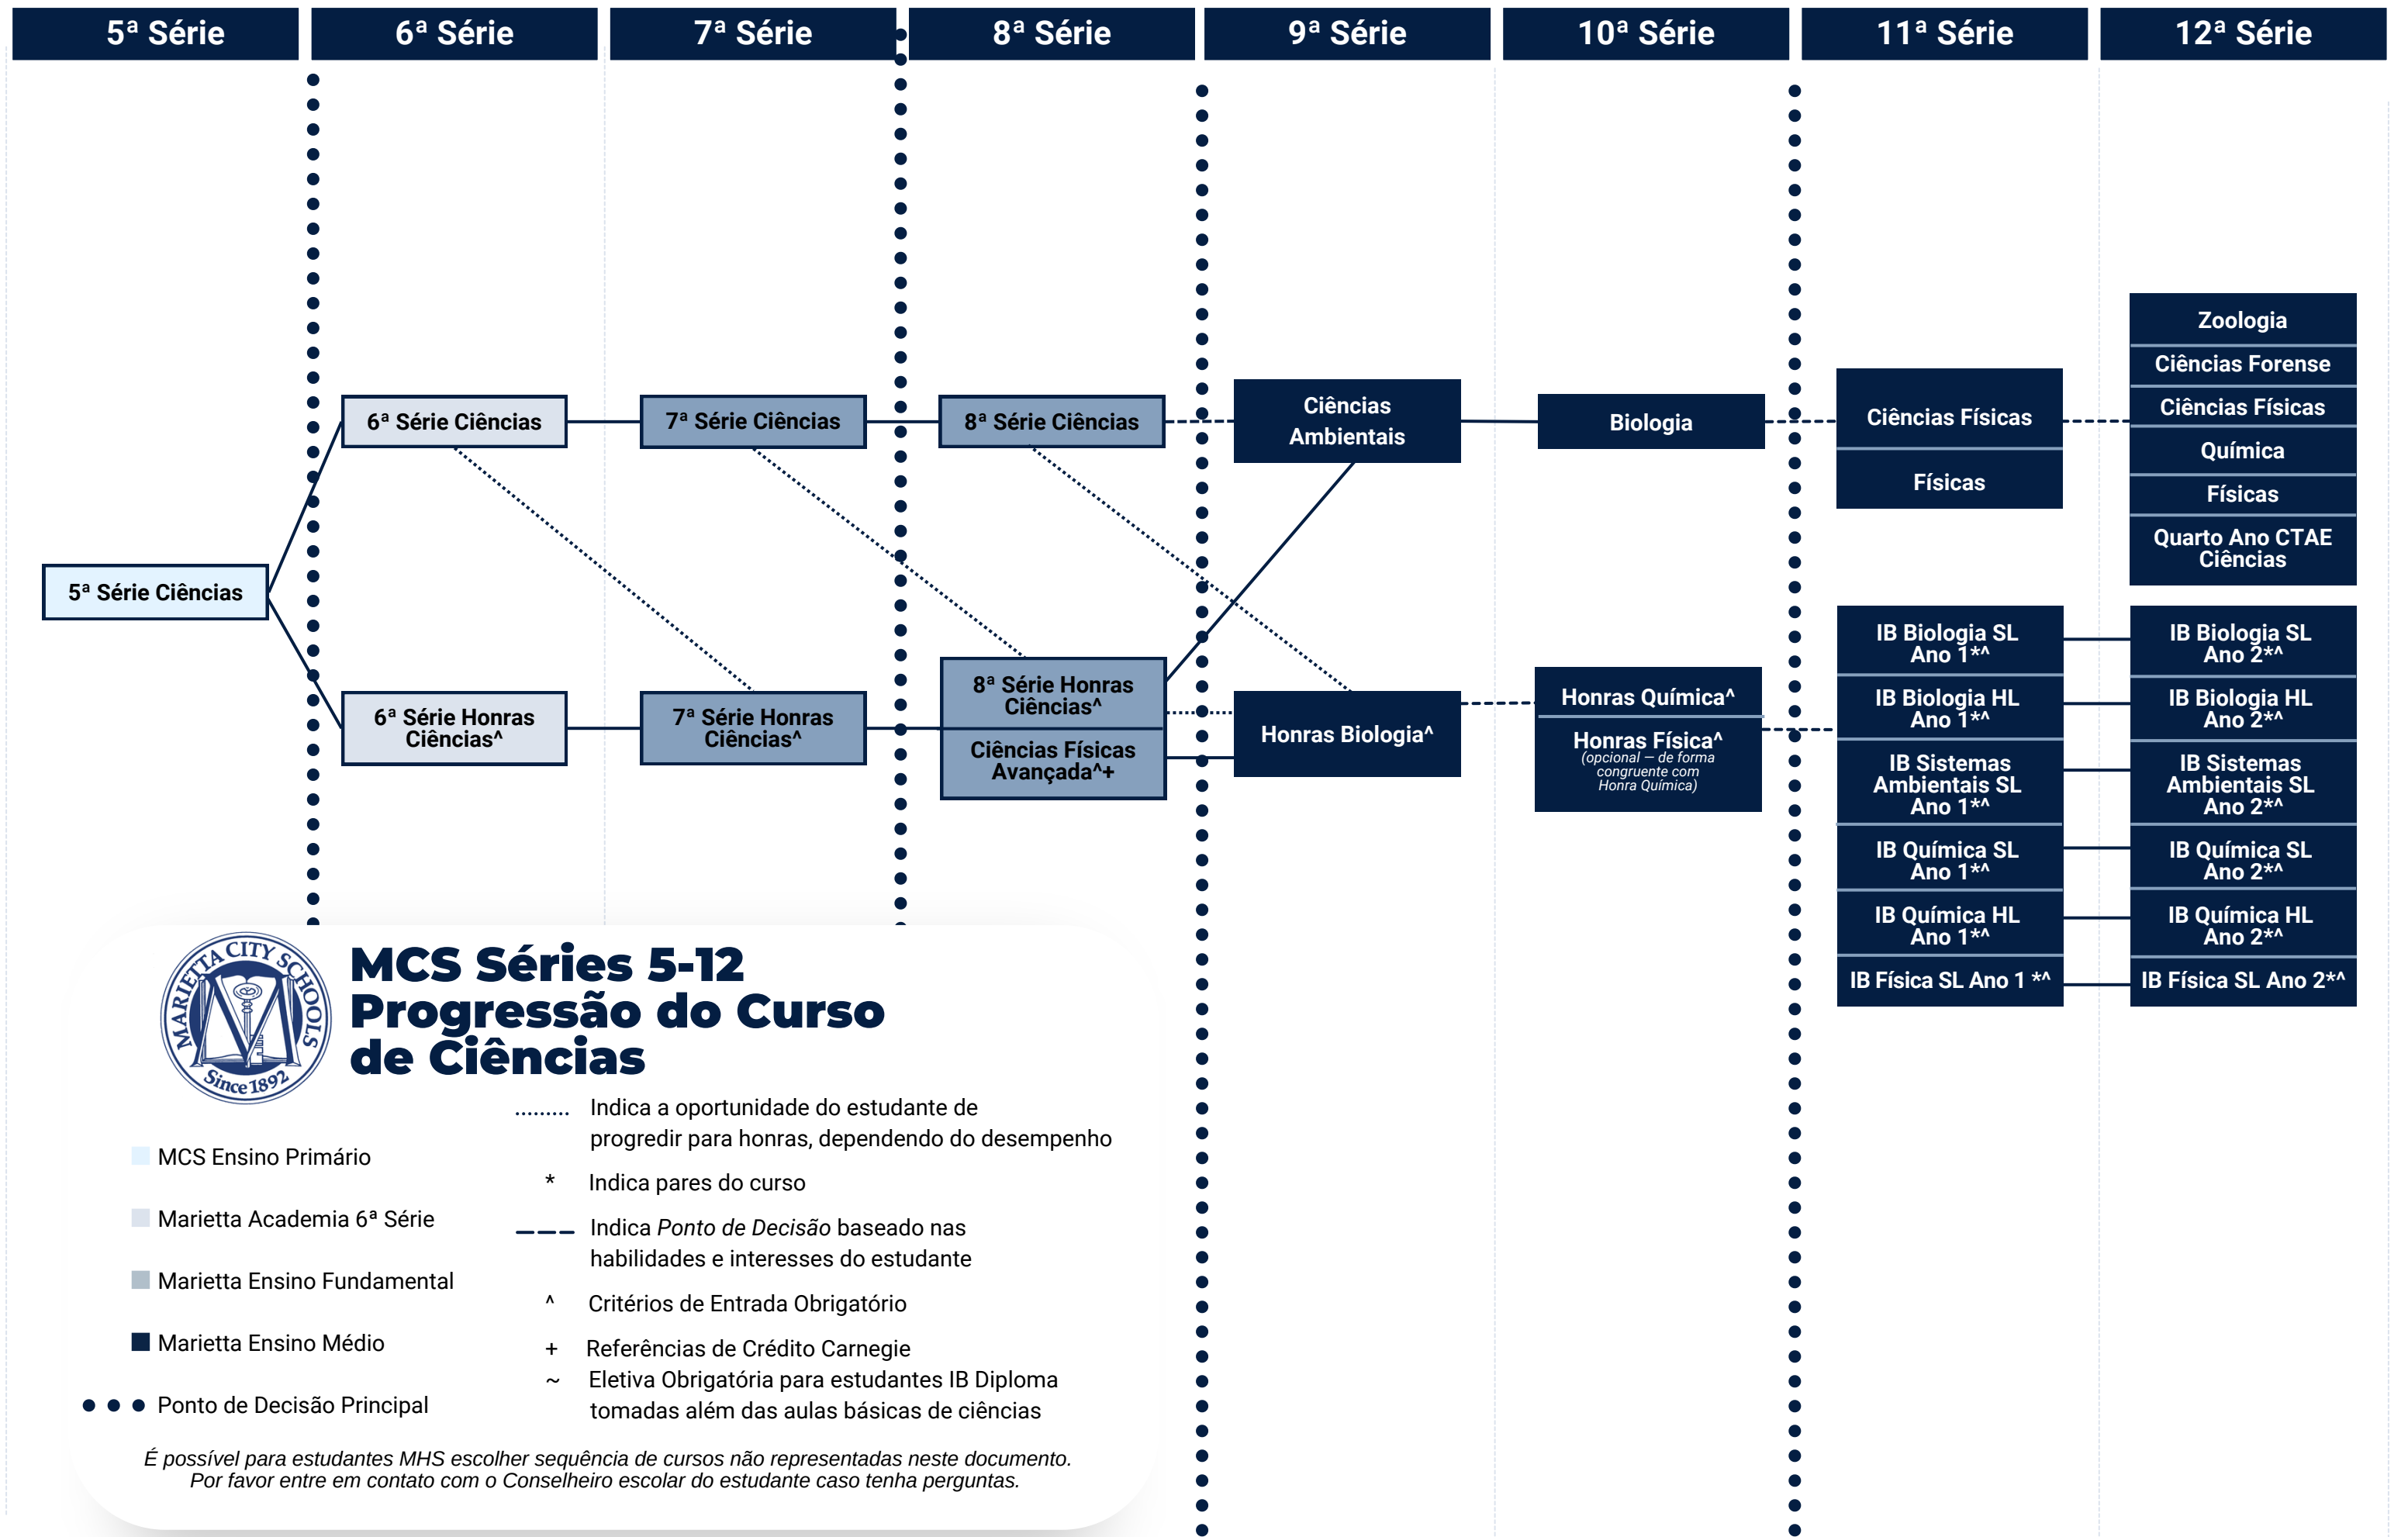 5ª Série
6ª Série
7ª Série
8ª Série
9ª Série
10ª Série
11ª Série
12ª Série
5ª Série Ciências
6ª Série Ciências
6ª Série Honras
Ciências^
7ª Série Ciências
7ª Série Honras
Ciências^
8ª Série Ciências
8ª Série Honras
Ciências^
Ciências Físicas
Avançada^+
Ciências
Ambientais
Honras Biologia^
Biologia
Honras Química^
Honras Física^
(opcional – de forma
congruente com
Honra Química)
Ciências Físicas
Físicas
IB Biologia SL
Ano 1*^
IB Biologia HL
Ano 1*^
IB Sistemas
Ambientais SL
Ano 1*^
IB Química SL
Ano 1*^
IB Química HL
Ano 1*^
IB Física SL Ano 1 *^
Zoologia
Ciências Forense
Ciências Físicas
Química
Físicas
Quarto Ano CTAE
Ciências
IB Biologia SL
Ano 2*^
IB Biologia HL
Ano 2*^
IB Sistemas
Ambientais SL
Ano 2*^
IB Química SL
Ano 2*^
IB Química HL
Ano 2*^
IB Física SL Ano 2*^
MARIETTA CITY SCHOOLS
Since 1892
MCS Séries 5-12
Progressão do Curso
de Ciências
MCS Ensino Primário
Marietta Academia 6ª Série
Marietta Ensino Fundamental
Marietta Ensino Médio
Ponto de Decisão Principal
Indica a oportunidade do estudante de
progredir para honras, dependendo do desempenho
* Indica pares do curso
Indica Ponto de Decisão baseado nas
habilidades e interesses do estudante
^ Critérios de Entrada Obrigatório
+ Referências de Crédito Carnegie
~ Eletiva Obrigatória para estudantes IB Diploma
tomadas além das aulas básicas de ciências
É possível para estudantes MHS escolher sequência de cursos não representadas neste documento.
Por favor entre em contato com o Conselheiro escolar do estudante caso tenha perguntas.